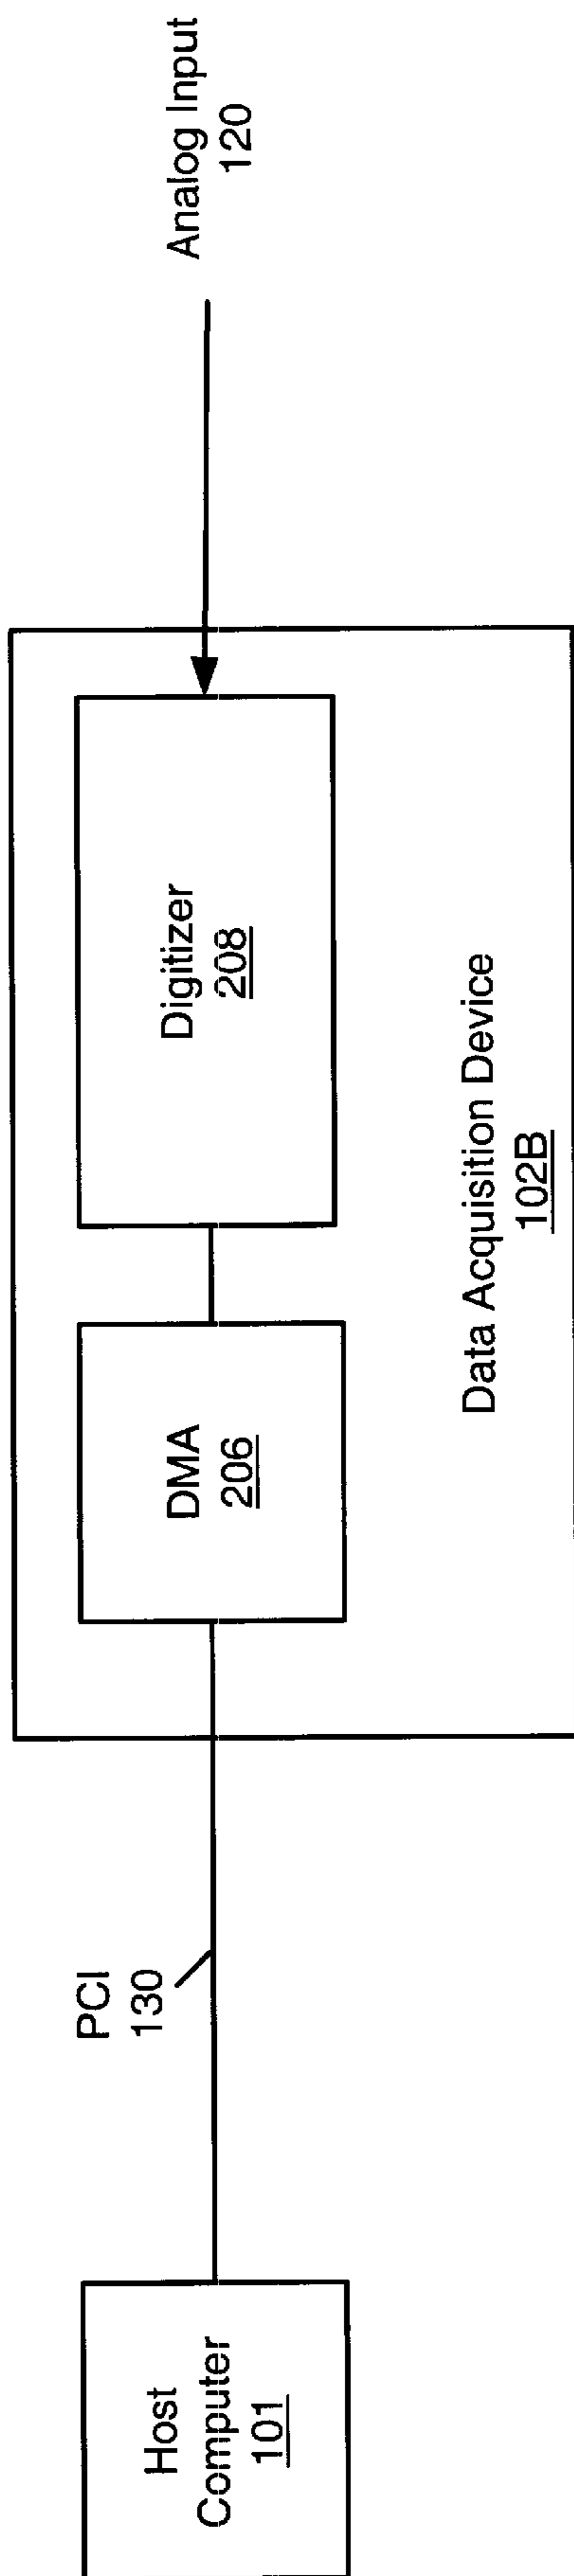 Host
Computer
101
PCI
130
DMA
206
Digitizer
208
Data Acquisition Device
102B
Analog Input
120